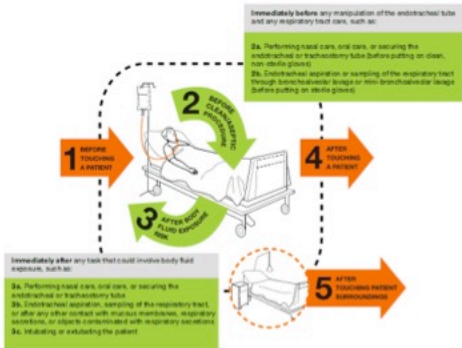 Immediately before any manipulation of the endotracheal tube
and any respiratory tract care, such as:
2a. Performing nasal care, oral care, or securing the
endotracheal or tracheostomy tube (before putting on clean,
non-sterile gloves)
2b. Endotracheal aspiration or sampling of the respiratory tract
through bronchoalveolar lavage or mini-bronchoalveolar lavage
(before putting on sterile gloves)
2
BEFORE
CLEAN/ASEPTIC
PROCEDURE
1
BEFORE
TOUCHING
A PATIENT
4
AFTER
TOUCHING
A PATIENT
3
AFTER BODY
FLUID EXPOSURE
RISK
Immediately after any task that could involve body fluid
exposure, such as:
3a. Performing nasal care, oral care, or securing the
endotracheal or tracheostomy tube
3b. Endotracheal aspiration, sampling of the respiratory tract,
or after any other contact with mucous membranes, respiratory
secretions, or objects contaminated with respiratory secretions
3c. Intubating or extubating the patient
5
AFTER
TOUCHING PATIENT
SURROUNDINGS